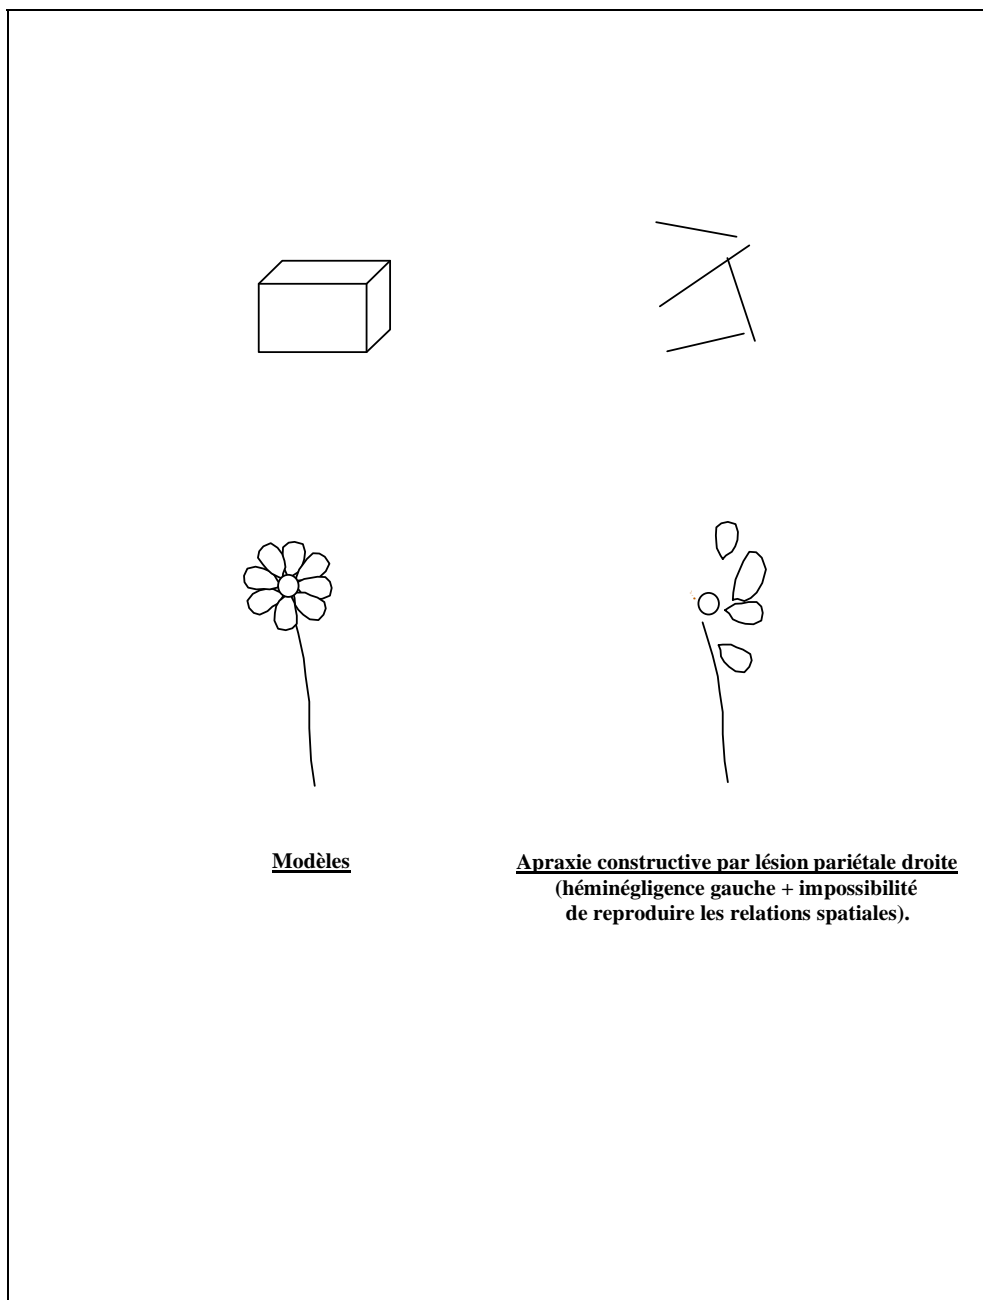 Modèles
Apraxie constructive par lésion pariétale droite
(héminégligence gauche + impossibilité
de reproduire les relations spatiales).